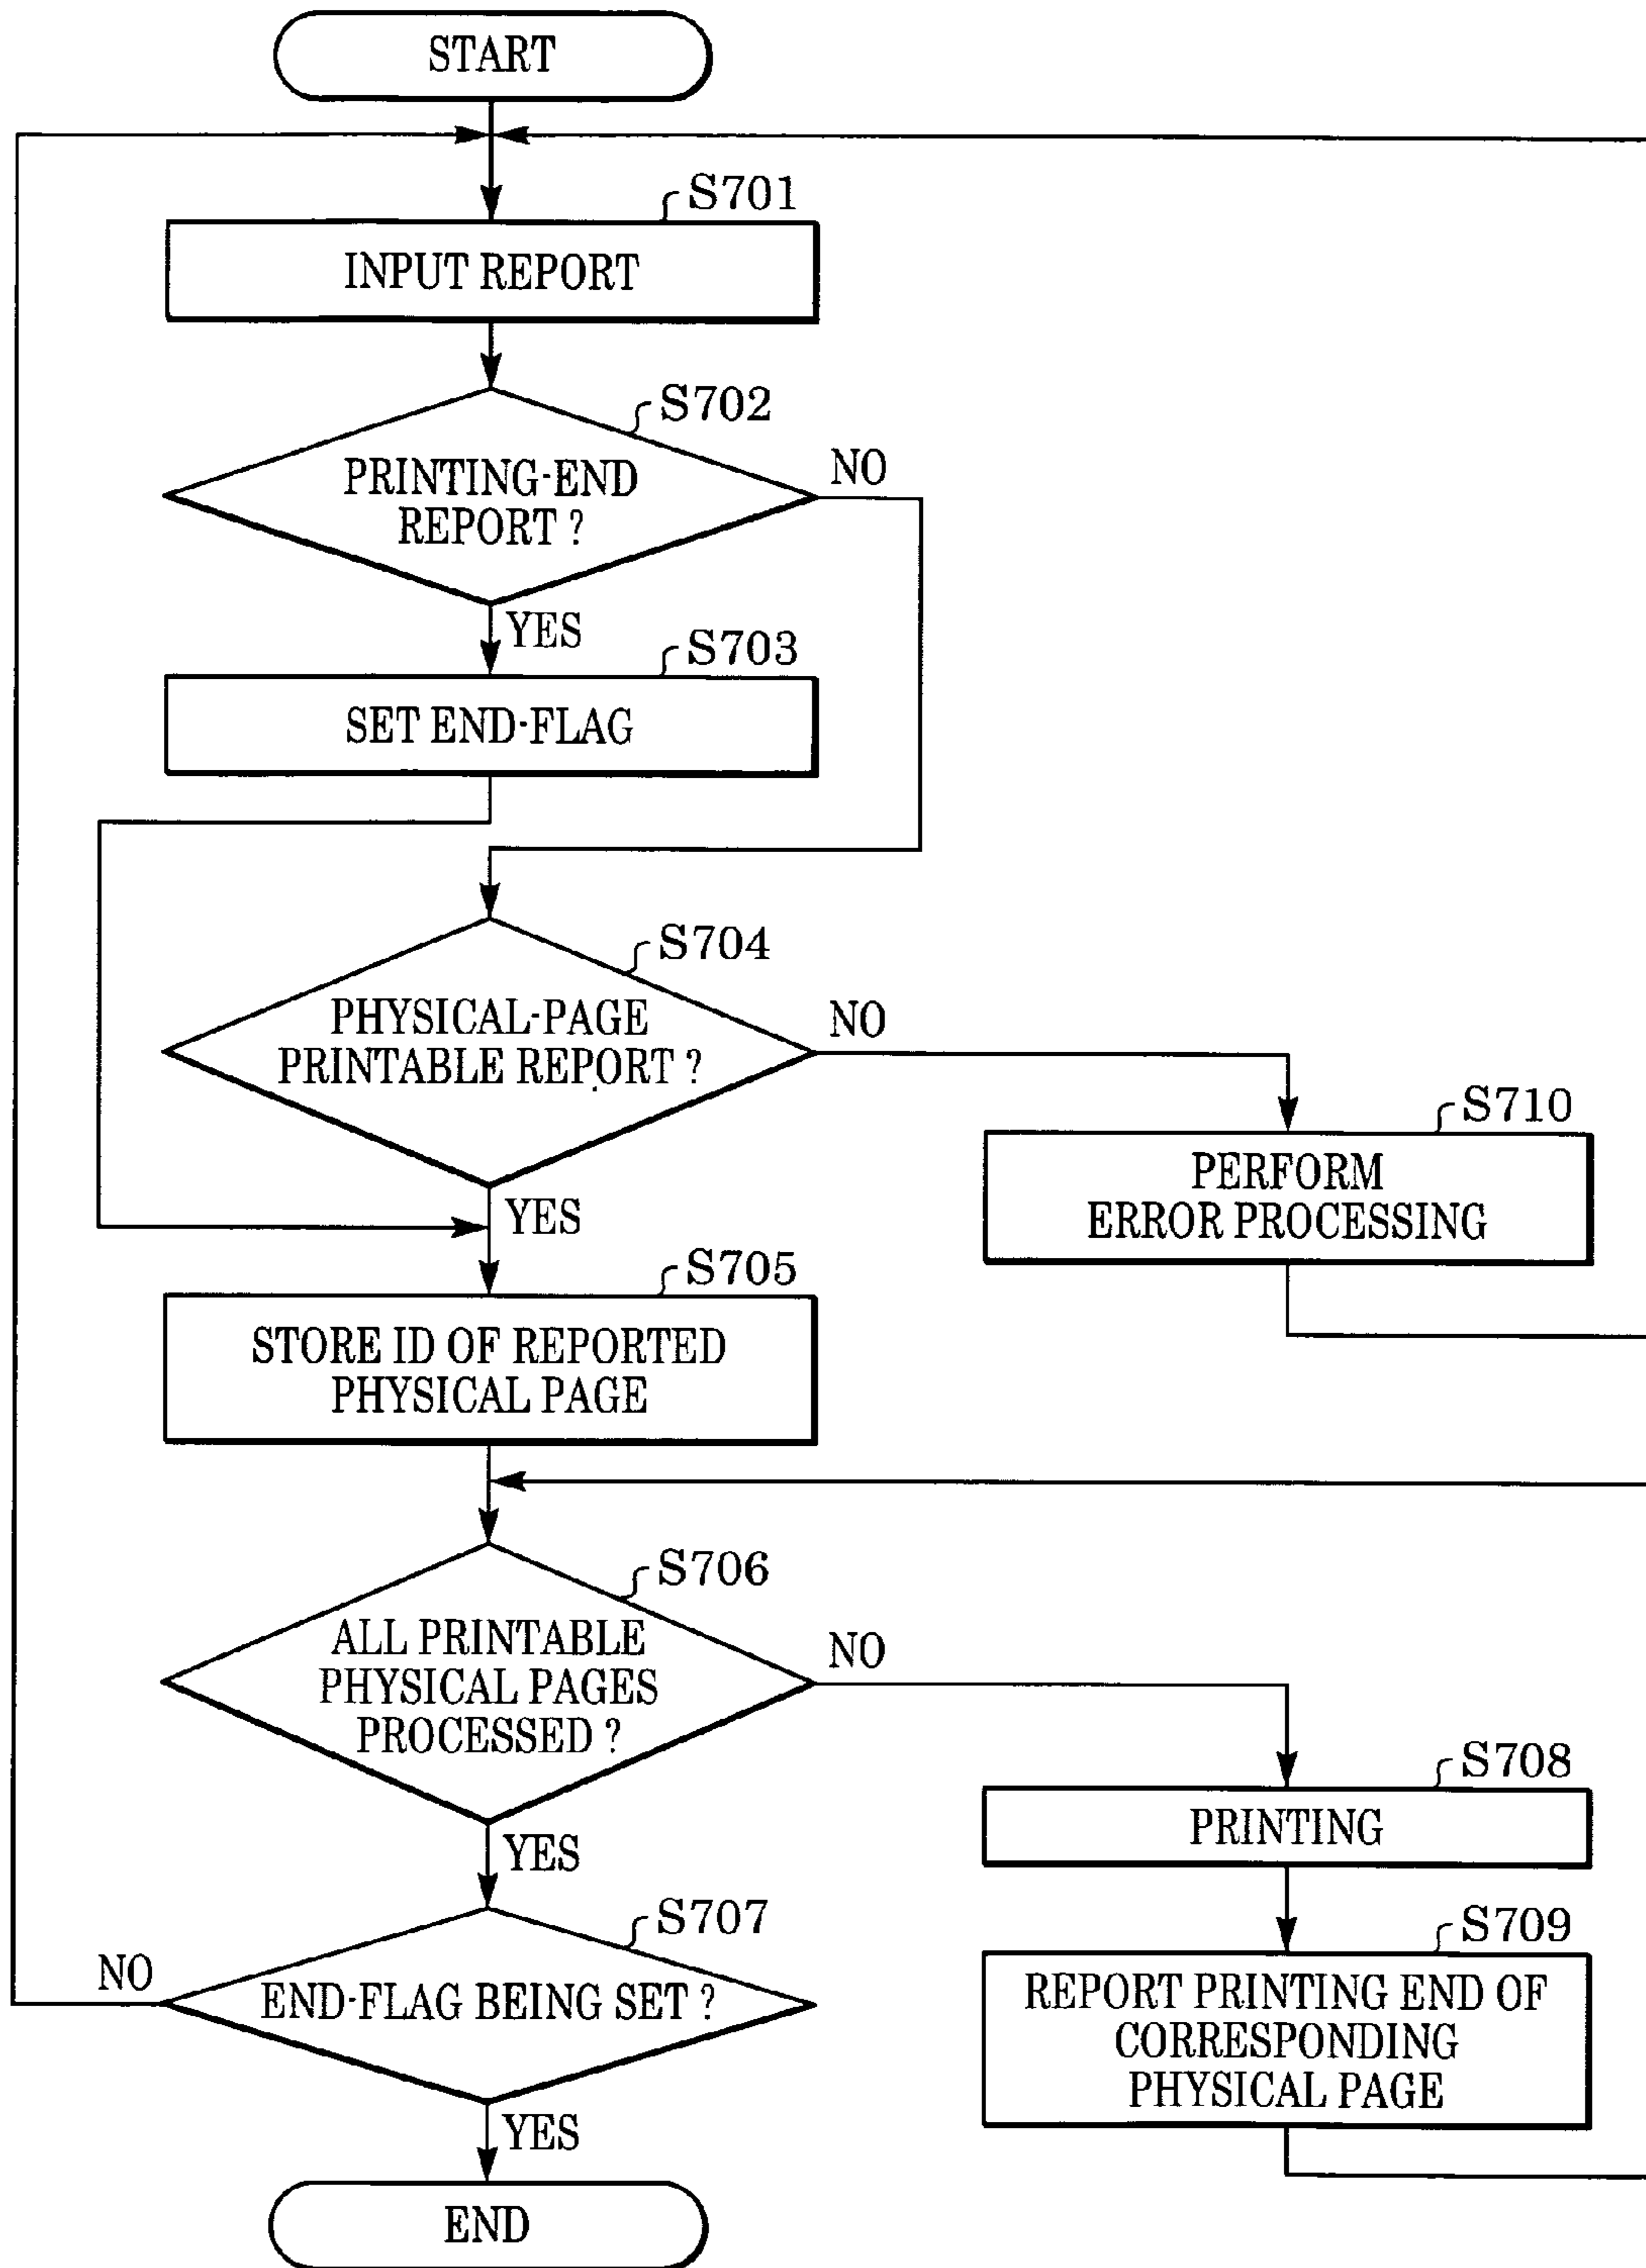 START
S701
INPUT REPORT
S702
PRINTING-END
REPORT ?
NO
YES
S703
SET END-FLAG
S704
PHYSICAL-PAGE
PRINTABLE REPORT ?
NO
YES
S710
PERFORM
ERROR PROCESSING
S705
STORE ID OF REPORTED
PHYSICAL PAGE
S706
ALL PRINTABLE
PHYSICAL PAGES
PROCESSED ?
NO
YES
S708
PRINTING
S707
END-FLAG BEING SET ?
NO
YES
S709
REPORT PRINTING END OF
CORRESPONDING
PHYSICAL PAGE
END